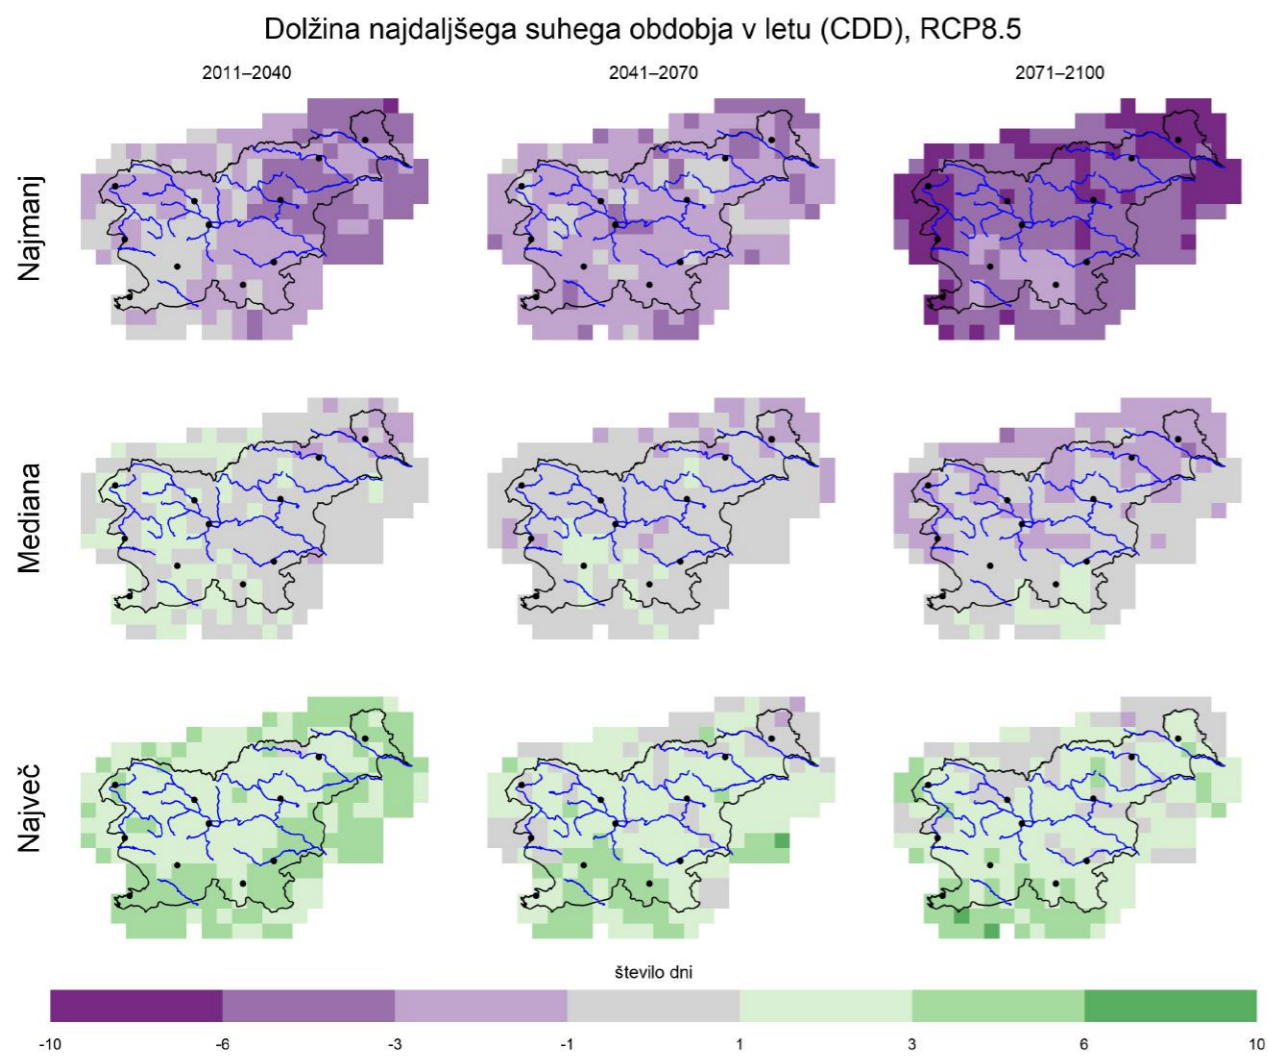 Dolžina najdaljšega suhega obdobja v letu (CDD), RCP8.5
2011–2040 2041–2070 2071–2100
Najmanj
Mediana
Največ
število dni
-10 -6 -3 -1 1 3 6 10